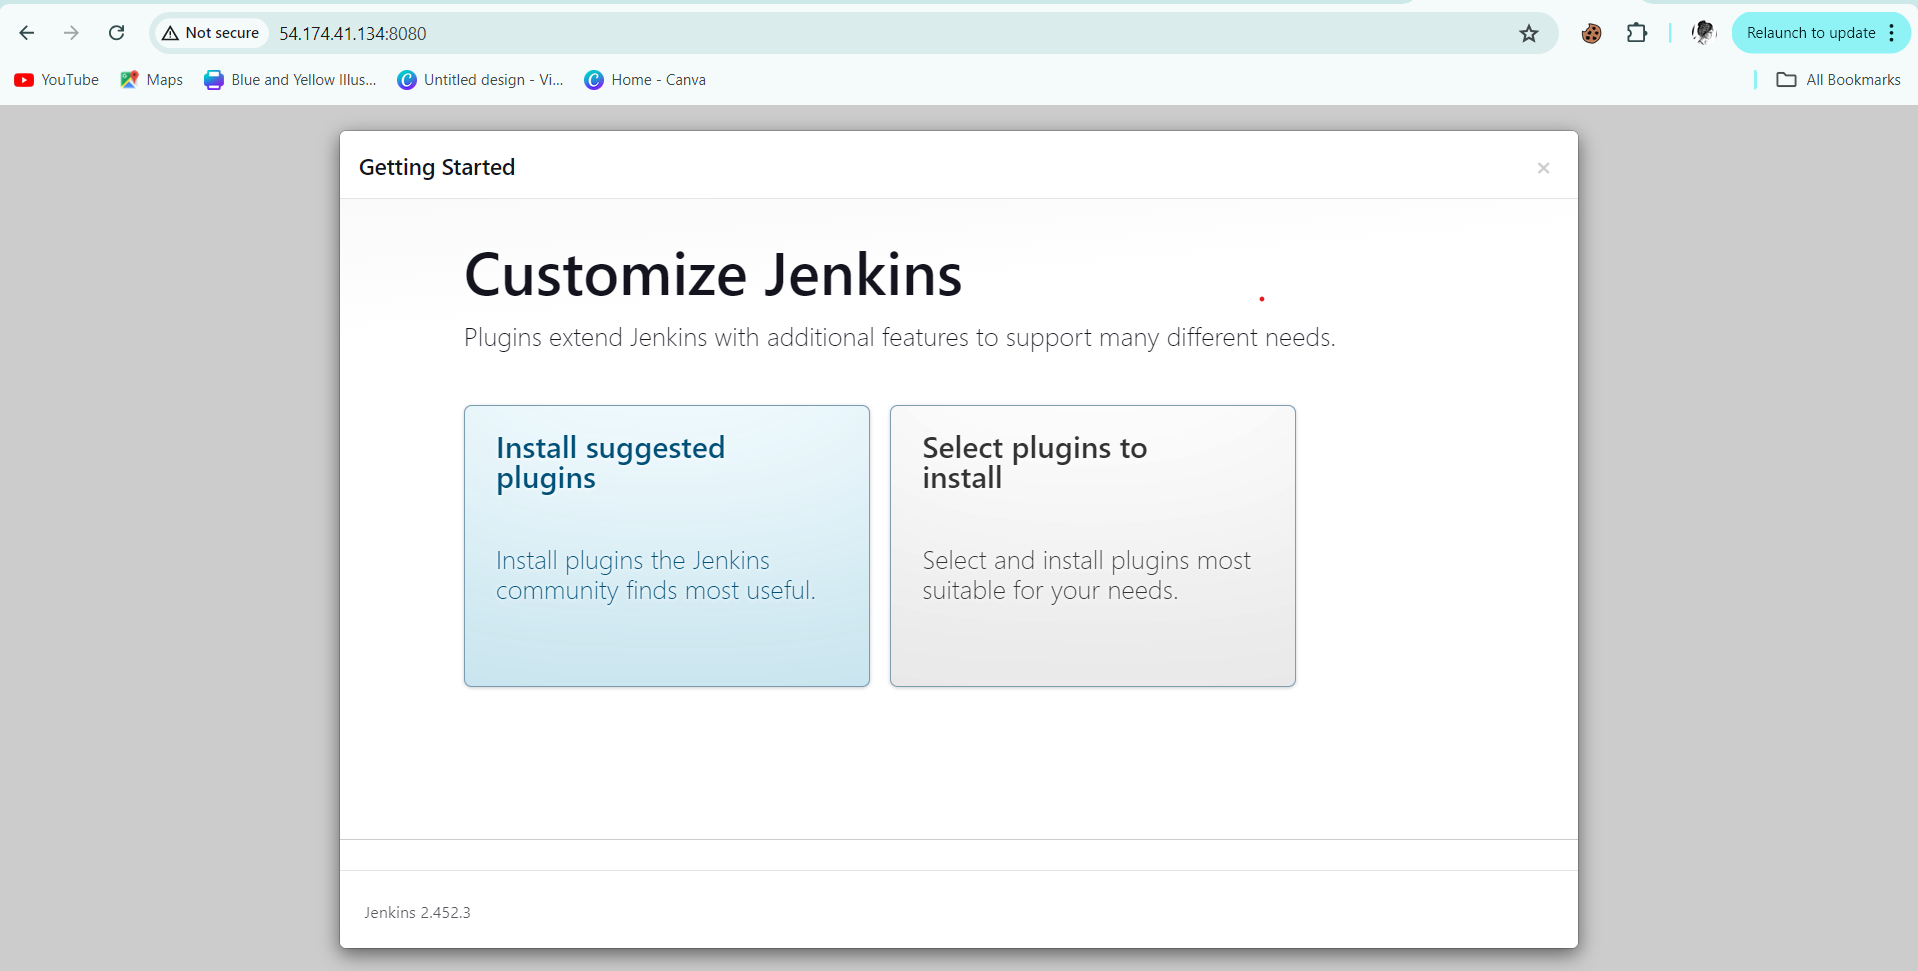 Not secure
54.174.41.134:8080
Relaunch to update
YouTube
Maps
Blue and Yellow Illus...
Untitled design - Vi...
Home - Canva
All Bookmarks
Getting Started
×
Customize Jenkins
Plugins extend Jenkins with additional features to support many different needs.
Install suggested
plugins
Install plugins the Jenkins
community finds most useful.
Select plugins to
install
Select and install plugins most
suitable for your needs.
Jenkins 2.452.3